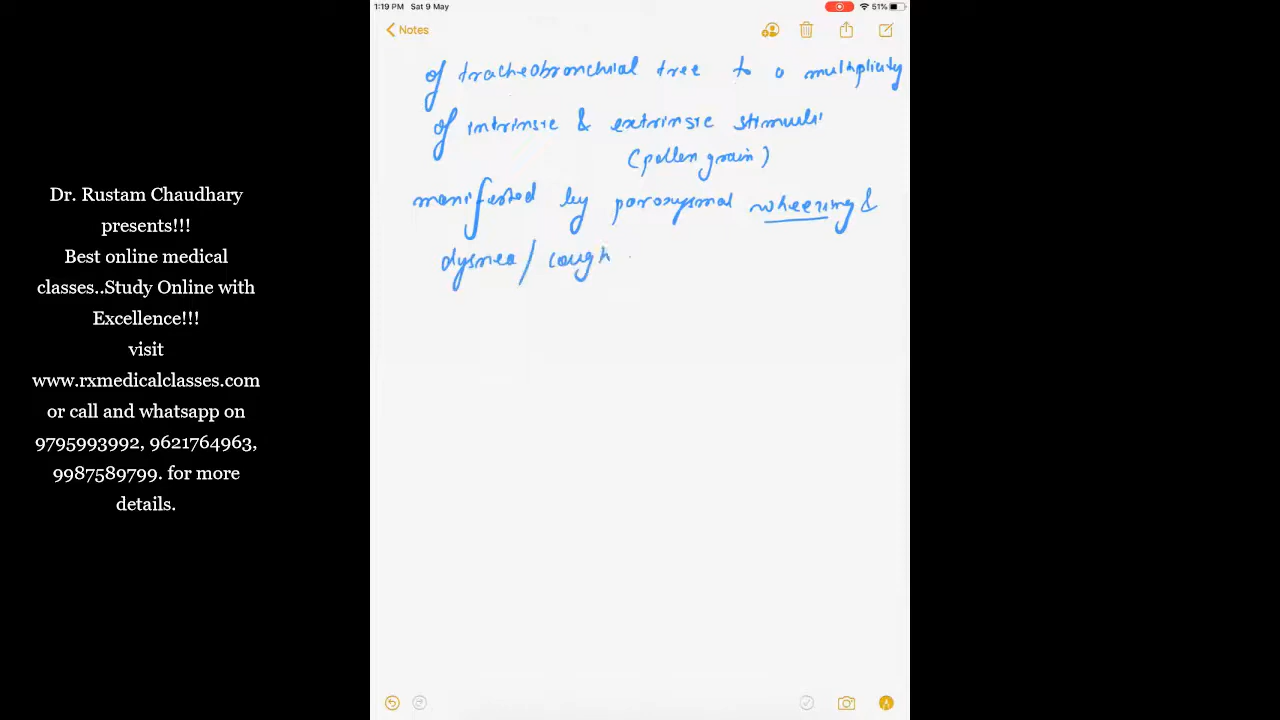 1:19 PM Sat 9 May
51%
Notes
of tracheobronchial tree to a multiplicity
of intrinsic & extrinsic stimuli
(pollen grain)
manifested by paroxysmal wheezing &
dysnea / cough
Dr. Rustam Chaudhary
presents!!!
Best online medical
classes..Study Online with
Excellence!!!
visit
www.rxmedicalclasses.com
or call and whatsapp on
9795993992, 9621764963,
9987589799. for more
details.